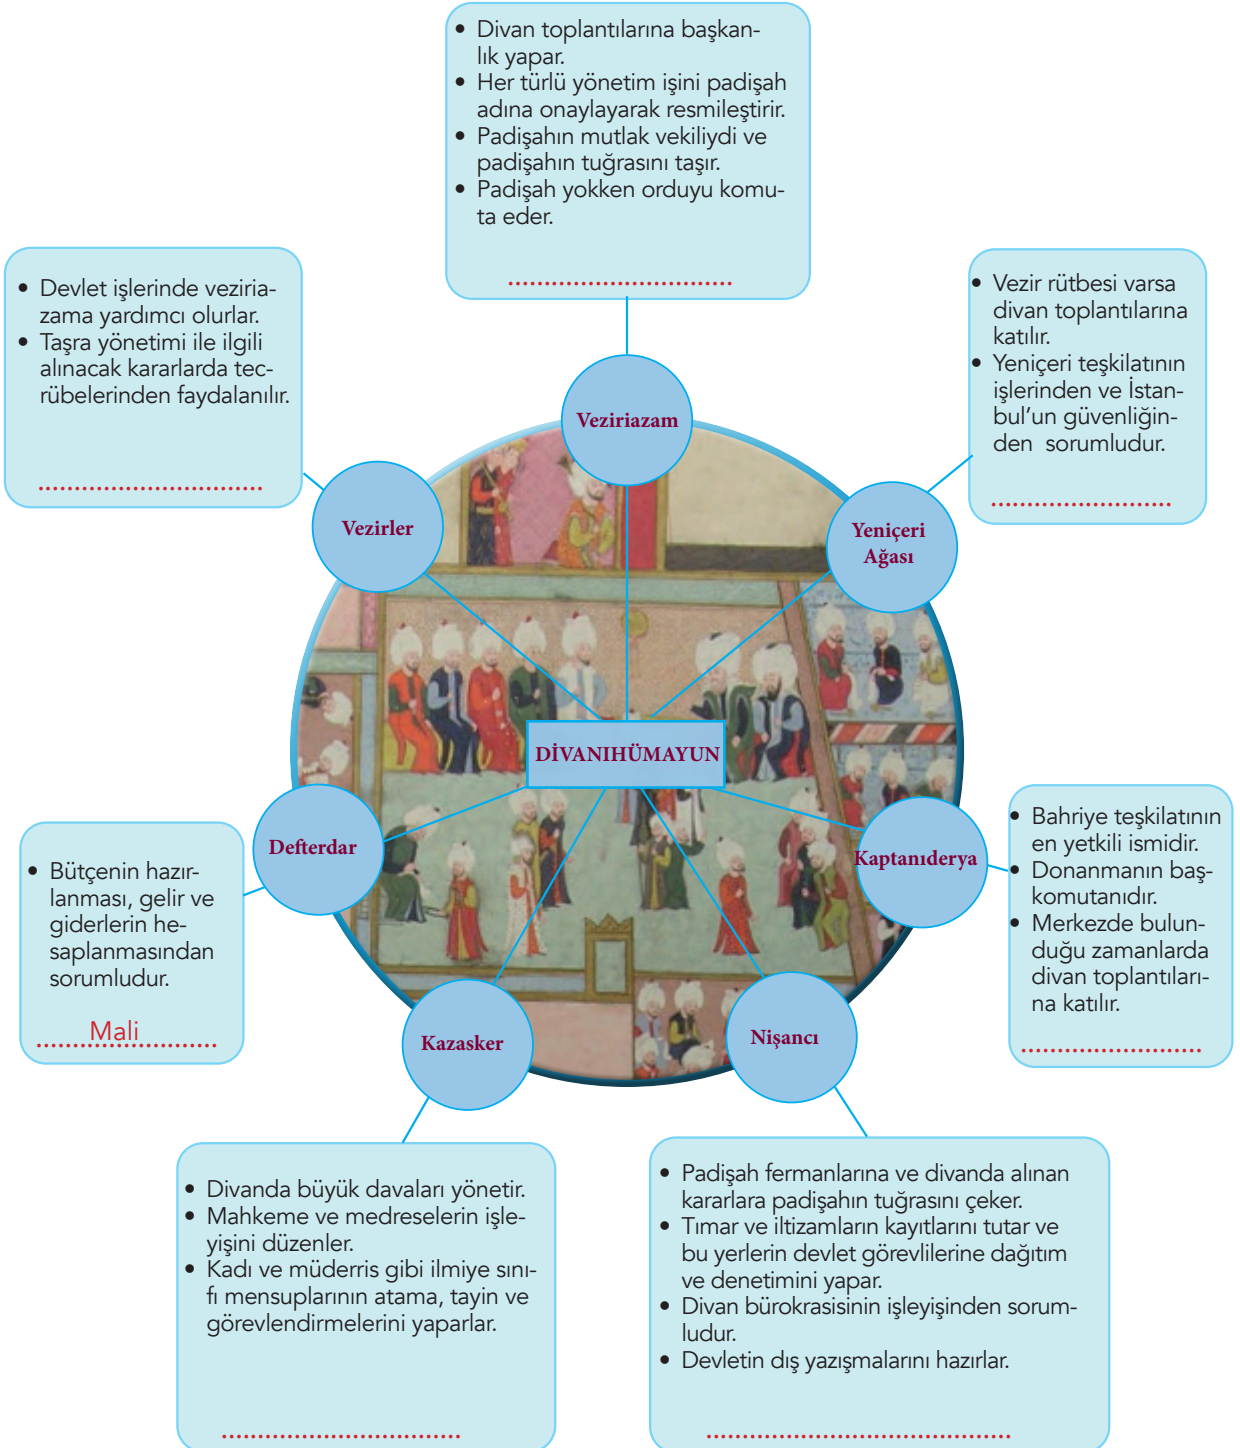 • Divan toplantılarına başkan-
lık yapar.
• Her türlü yönetim işini padişah
adına onaylayarak resmileştirir.
• Padişahın mutlak vekiliydi ve
padişahın tuğrasını taşır.
• Padişah yokken orduyu komu-
ta eder.
...............................
• Devlet işlerinde veziria-
zama yardımcı olurlar.
• Taşra yönetimi ile ilgili
alınacak kararlarda tec-
rübelerinden faydalanılır.
...............................
• Vezir rütbesi varsa
divan toplantılarına
katılır.
• Yeniçeri teşkilatının
işlerinden ve İstan-
bul'un güvenliğin-
den sorumludur.
.........................
Veziriazam
Vezirler
Yeniçeri
Ağası
DİVANIHÜMAYUN
Defterdar
Kaptanıderya
Kazasker
Nişancı
• Bütçenin hazır-
lanması, gelir ve
giderlerin he-
saplanmasından
sorumludur.
Mali
.........................
• Bahriye teşkilatının
en yetkili ismidir.
• Donanmanın baş-
komutanıdır.
• Merkezde bulun-
duğu zamanlarda
divan toplantıları-
na katılır.
.........................
• Divanda büyük davaları yönetir.
• Mahkeme ve medreselerin işle-
yişini düzenler.
• Kadı ve müderris gibi ilmiye sını-
fı mensuplarının atama, tayin ve
görevlendirmelerini yaparlar.
.................................
• Padişah fermanlarına ve divanda alınan
kararlara padişahın tuğrasını çeker.
• Tımar ve iltizamların kayıtlarını tutar ve
bu yerlerin devlet görevlilerine dağıtım
ve denetimini yapar.
• Divan bürokrasisinin işleyişinden sorum-
ludur.
• Devletin dış yazışmalarını hazırlar.
..........................................